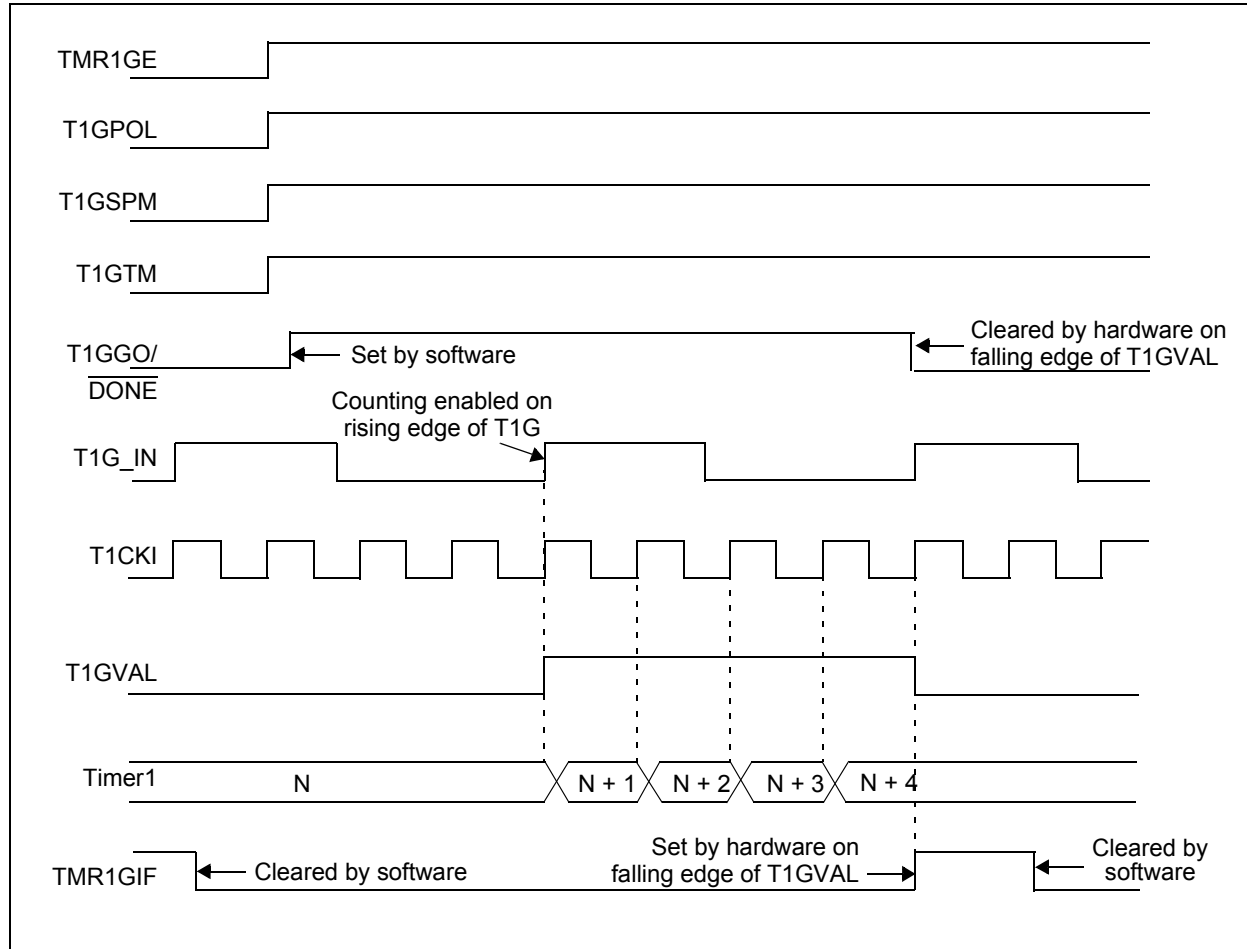 TMR1GE
T1GPOL
T1GSPM
T1GTM
T1GGO/
DONE
Set by software
Cleared by hardware on
falling edge of T1GVAL
Counting enabled on
rising edge of T1G
T1G_IN
T1CKI
T1GVAL
Timer1
N
N + 1
N + 2
N + 3
N + 4
TMR1GIF
Cleared by software
Set by hardware on
falling edge of T1GVAL
Cleared by
software